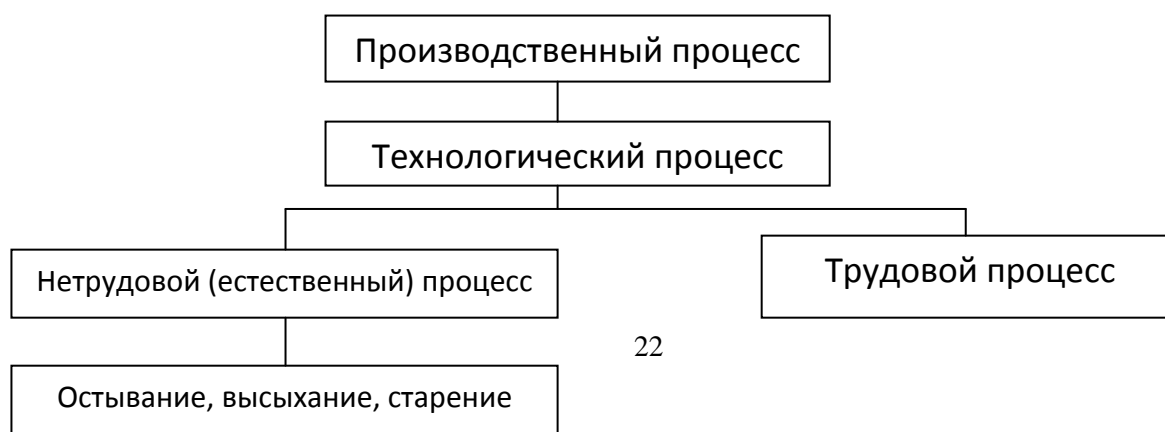 Производственный процесс
Технологический процесс
Нетрудовой (естественный) процесс
Трудовой процесс
22
Остывание, высыхание, старение